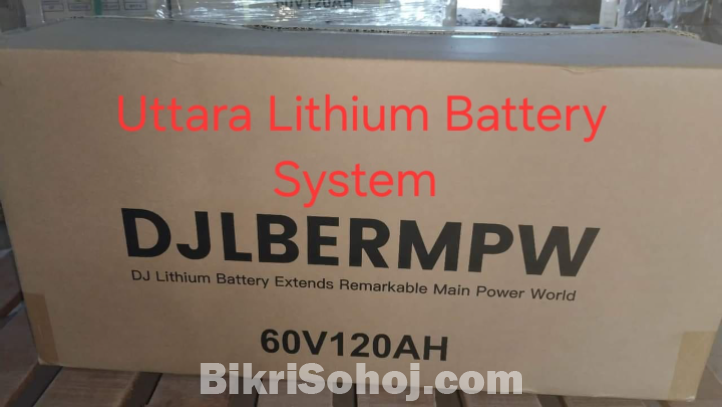 Uttara Lithium Battery
System
DJLBERMPW
DJ Lithium Battery Extends Remarkable Main Power World
60V120AH
BikriSohoj.com